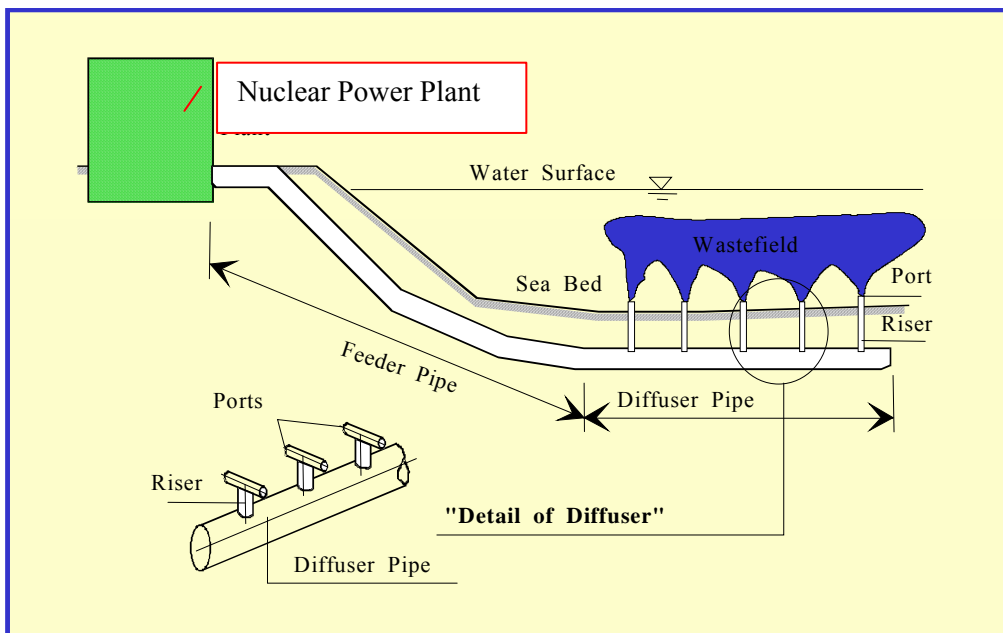 Nuclear Power Plant
Water Surface
Wastefield
Port
Sea Bed
Riser
Feeder Pipe
Diffuser Pipe
Ports
Riser
"Detail of Diffuser"
Diffuser Pipe